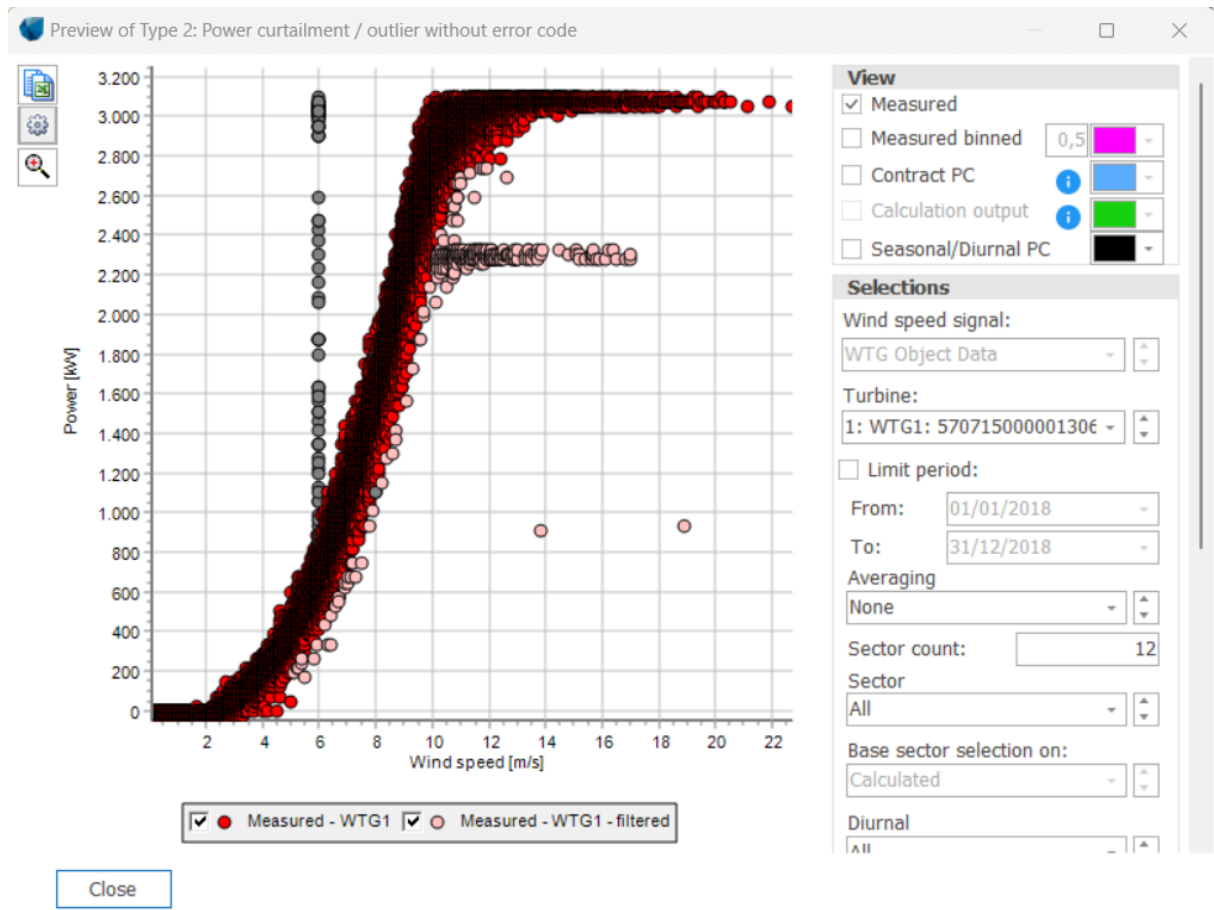 Preview of Type 2: Power curtailment / outlier without error code
3.200
3.000
2.800
2.600
2.400
2.200
2.000
1.800
1.600
1.400
1.200
1.000
800
600
400
200
0
Power [kW]
2 4 6 8 10 12 14 16 18 20 22
Wind speed [m/s]
Measured - WTG1 Measured - WTG1 - filtered
Close
View
Measured
Measured binned 0,5
Contract PC
Calculation output
Seasonal/Diurnal PC
Selections
Wind speed signal:
WTG Object Data
Turbine:
1: WTG1: 570715000001306
Limit period:
From: 01/01/2018
To: 31/12/2018
Averaging
None
Sector count: 12
Sector
All
Base sector selection on:
Calculated
Diurnal
All